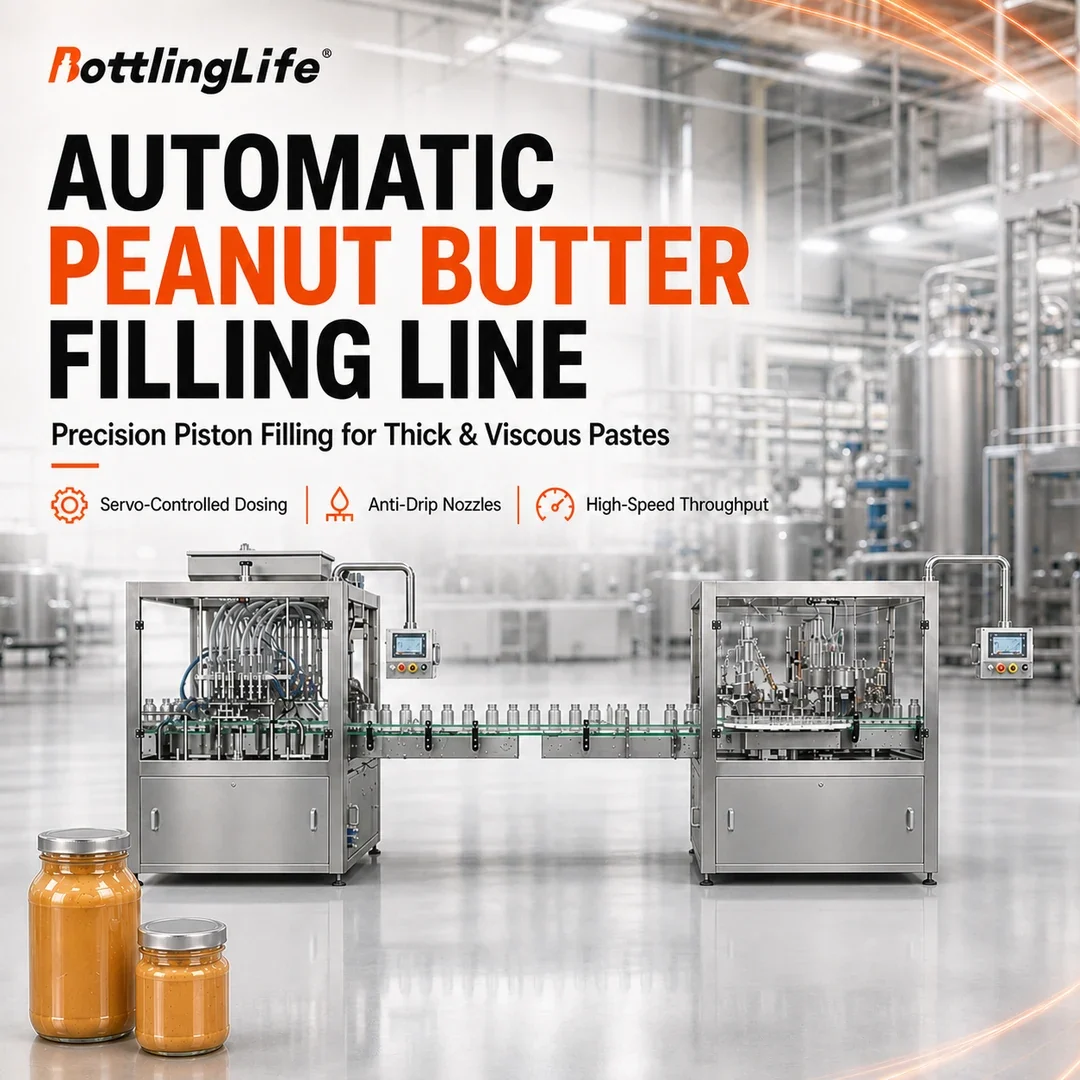 BottlingLife®
AUTOMATIC
PEANUT BUTTER
FILLING LINE
Precision Piston Filling for Thick & Viscous Pastes
Servo-Controlled Dosing
Anti-Drip Nozzles
High-Speed Throughput